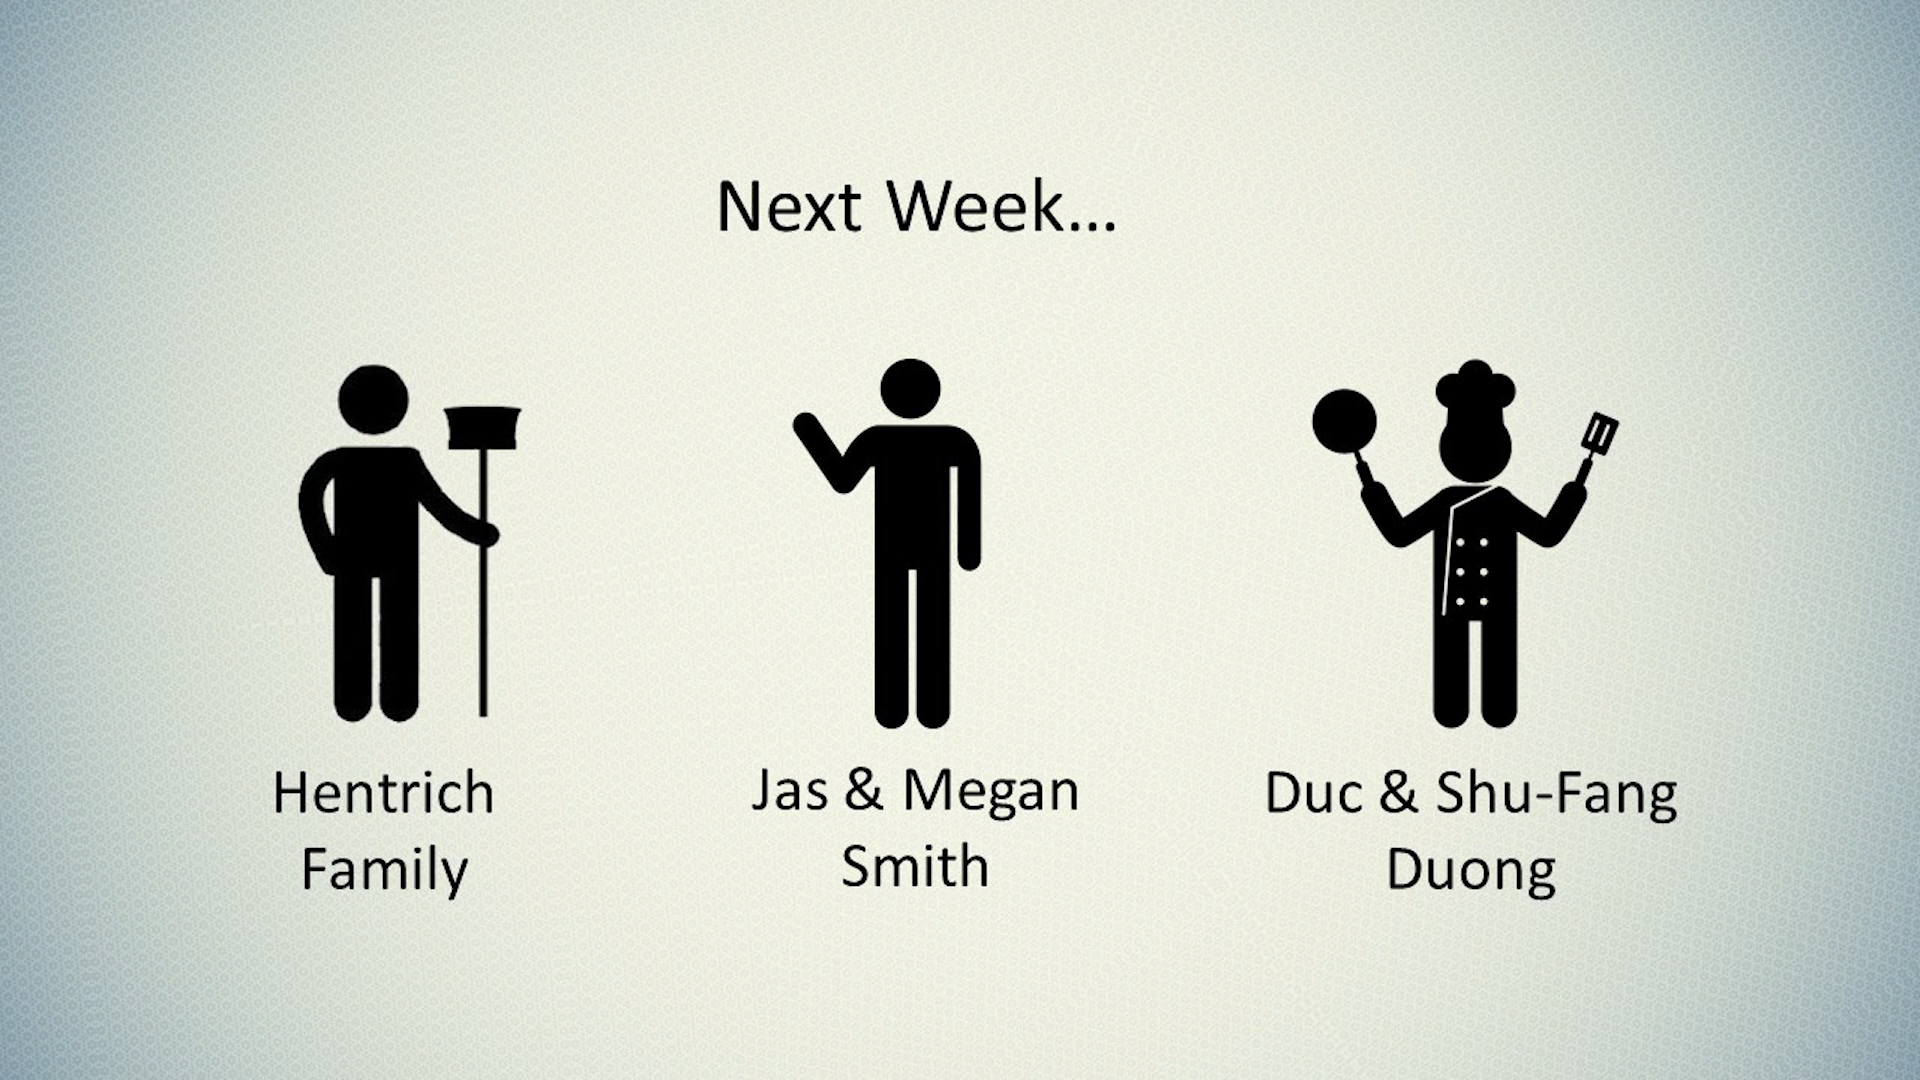 Next Week...
Hentrich
Family
Jas & Megan
Smith
Duc & Shu-Fang
Duong